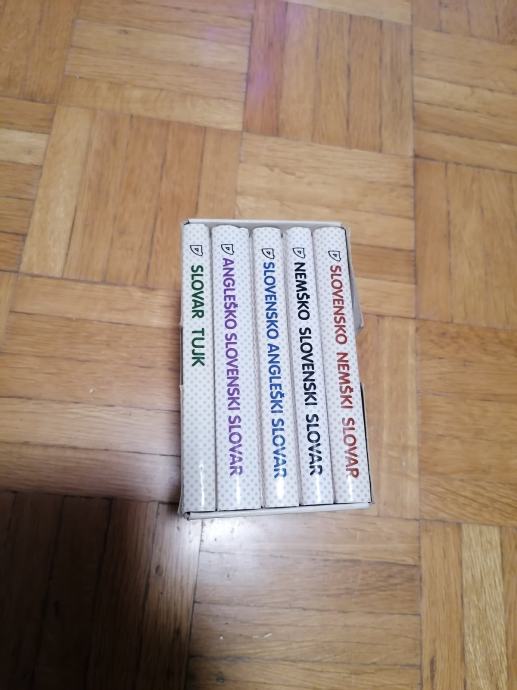 SLOVAR TUJK
ANGLEŠKO SLOVENSKI SLOVAR
SLOVENSKO ANGLEŠKI SLOVAR
NEMŠKO SLOVENSKI SLOVAR
SLOVENSKO NEMŠKI SLOVAR